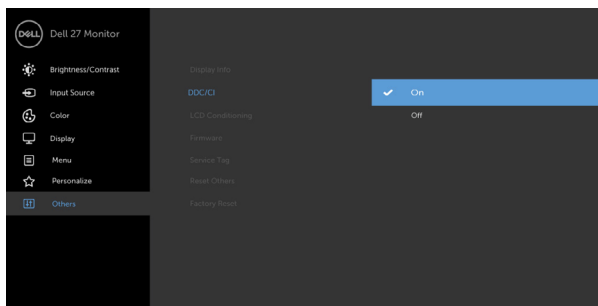 DELL
Dell 27 Monitor
Brightness/Contrast
Input Source
Color
Display
Menu
Personalize
Others
Display Info
DDC/CI
LCD Conditioning
Firmware
Service Tag
Reset Others
Factory Reset
On
Off